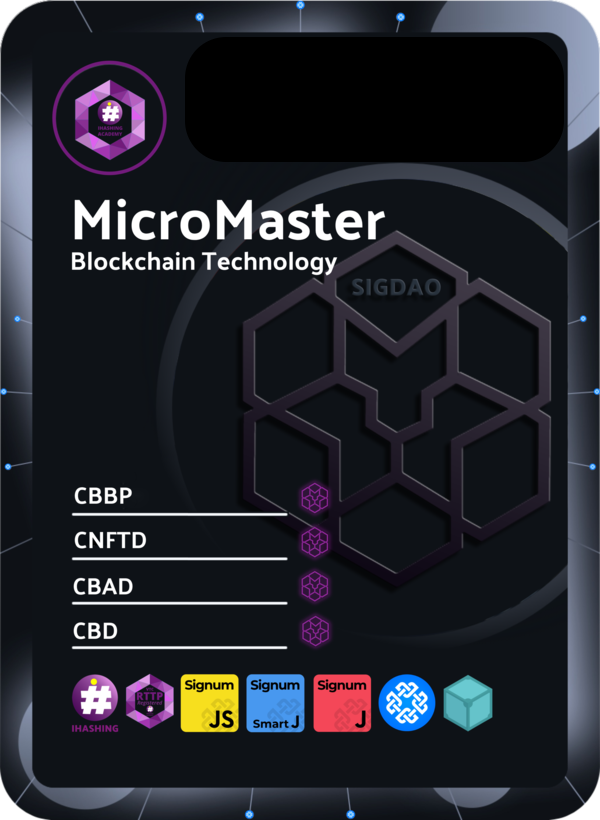 #
IHASHING
ACADEMY
MicroMaster
Blockchain Technology
SIGDAO
CBBP
CNFTD
CBAD
CBD
#
IHASHING
RTTP
#
Signum
JS
Signum
Smart J
Signum
J